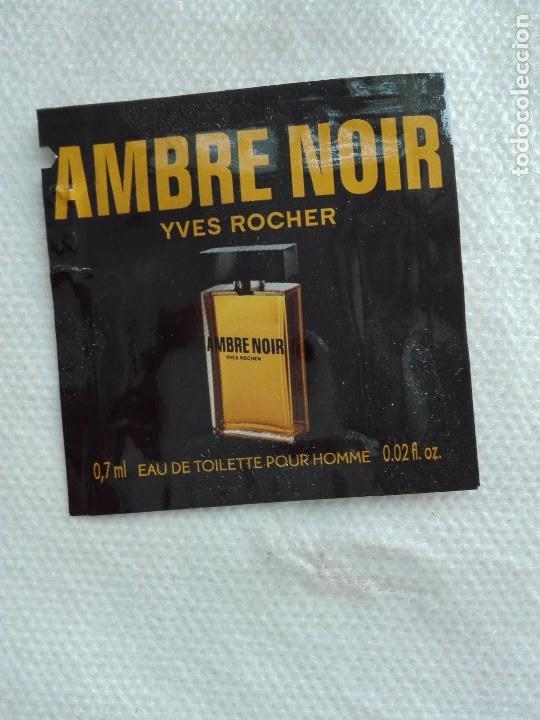 AMBRE NOIR
YVES ROCHER
AMBRE NOIR
YVES ROCHER
0,7 ml EAU DE TOILETTE POUR HOMME 0.02 fl. oz.
todocoleccion